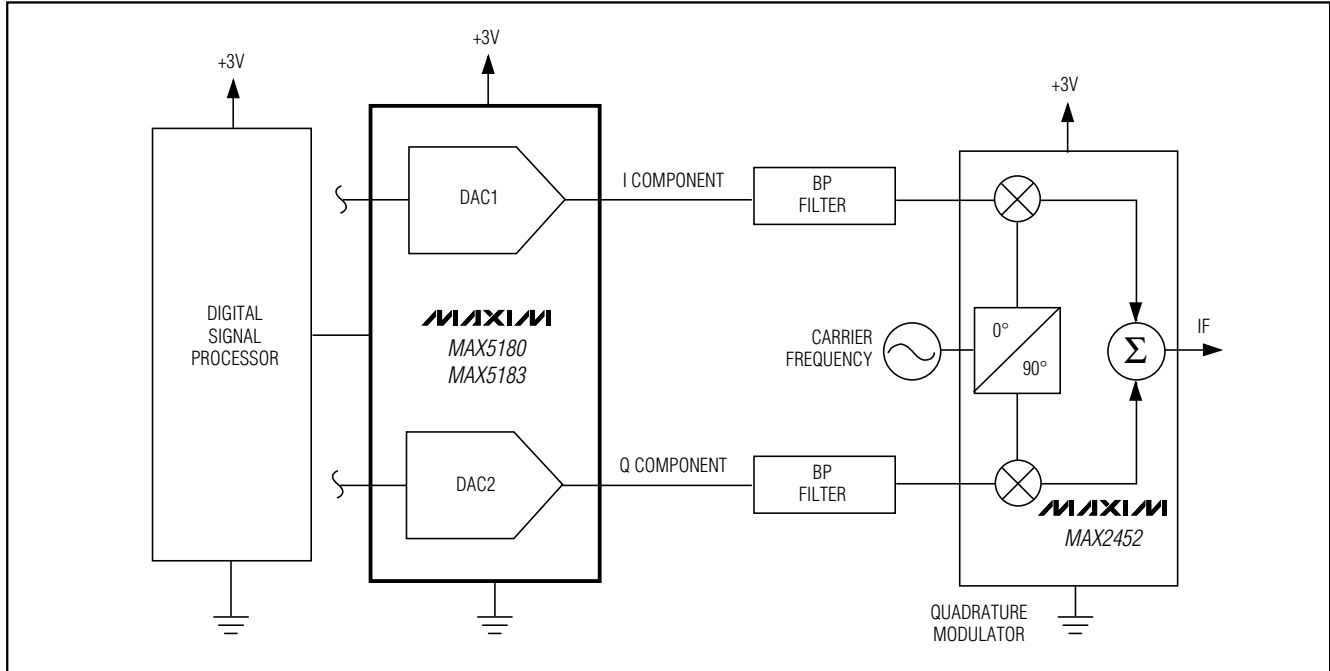 +3V
+3V
+3V
DAC1
I COMPONENT
BP
FILTER
DIGITAL
SIGNAL
PROCESSOR
MAXIM
MAX5180
MAX5183
CARRIER
FREQUENCY
0°
90°
Σ
IF
DAC2
Q COMPONENT
BP
FILTER
MAXIM
MAX2452
QUADRATURE
MODULATOR